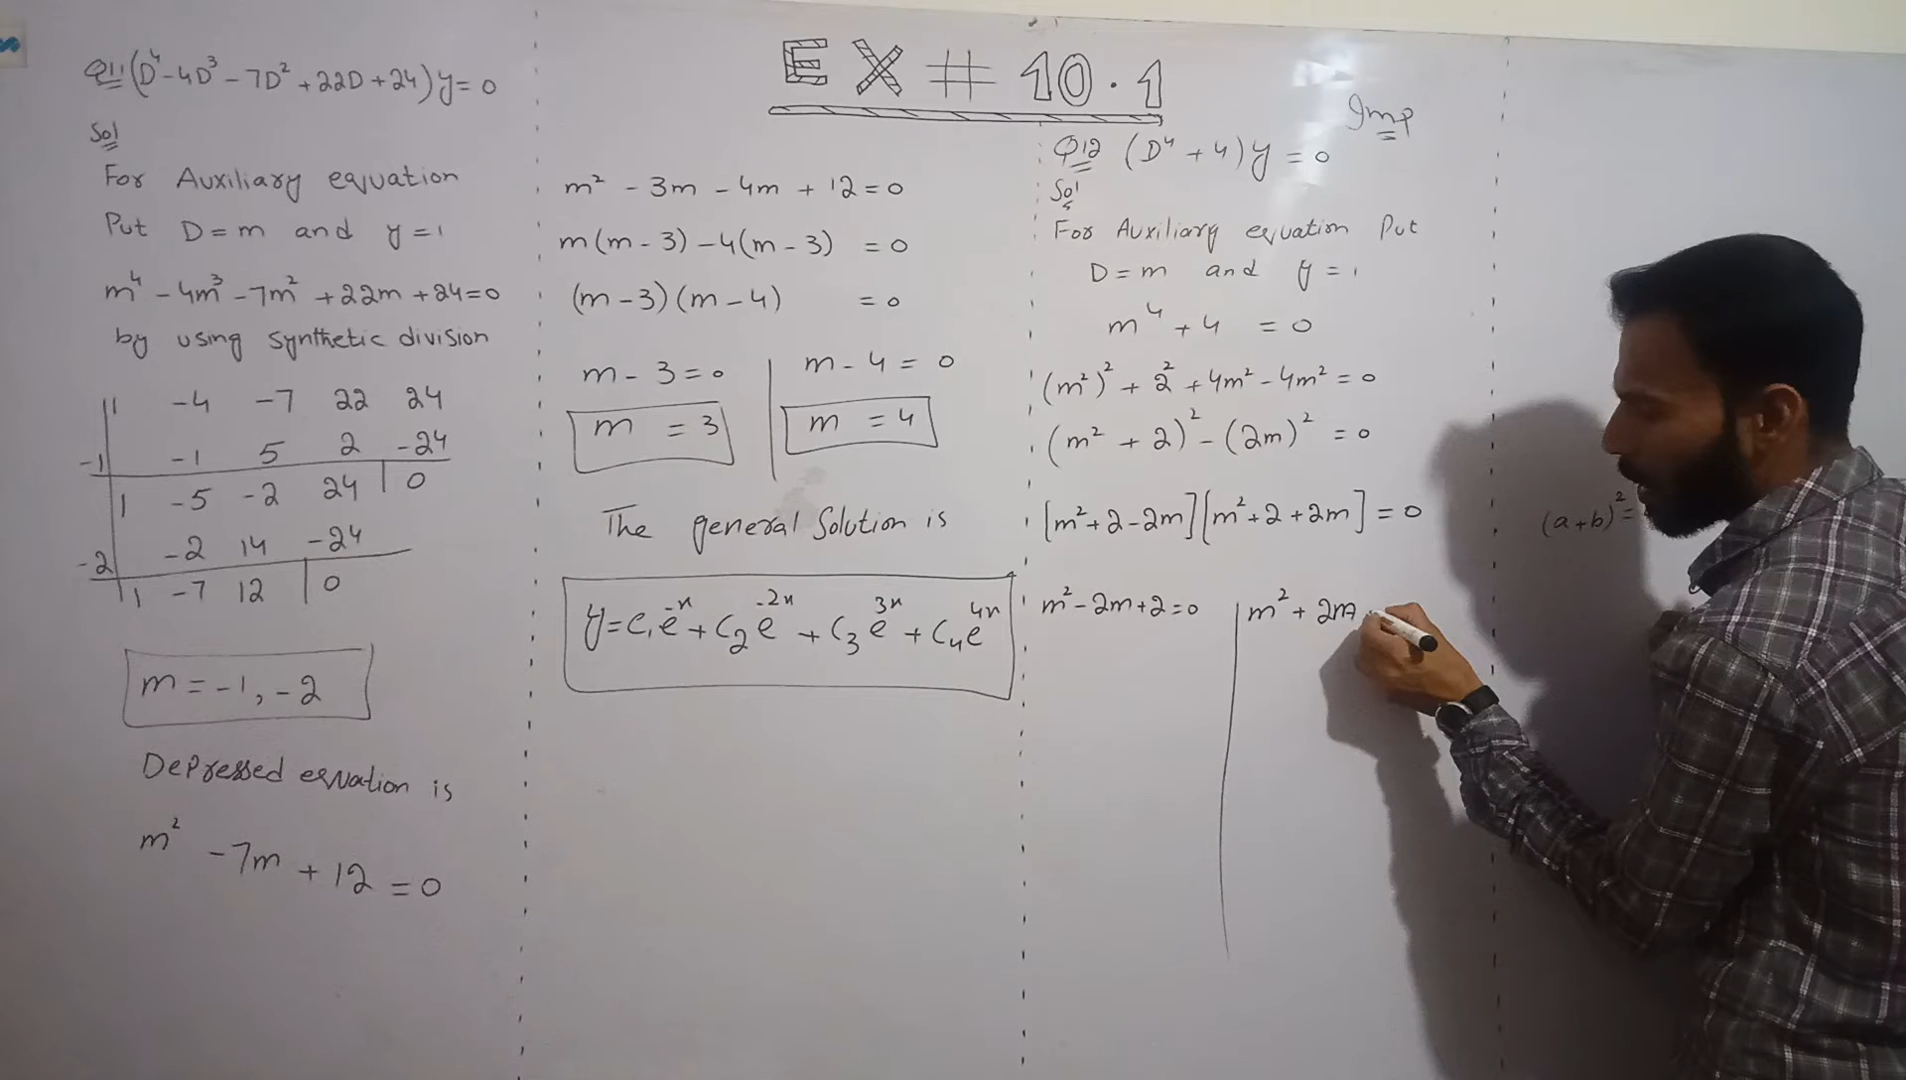 EX # 10.1
Q11 (D⁴ - 4D³ - 7D² + 22D + 24) y = 0
Sol
For Auxiliary equation
Put D = m and y = 1
m⁴ - 4m³ - 7m² + 22m + 24 = 0
by using synthetic division
1 -4 -7 22 24
-1 -1 5 2 -24
1 -5 -2 24 0
-2 -2 14 -24
1 -7 12 0
m = -1, -2
Depressed equation is
m² - 7m + 12 = 0
m² - 3m - 4m + 12 = 0
m(m - 3) - 4(m - 3) = 0
(m - 3)(m - 4) = 0
m - 3 = 0 | m - 4 = 0
m = 3 | m = 4
The general Solution is
y = c₁e⁻ˣ + c₂e⁻²ˣ + c₃e³ˣ + c₄e⁴ˣ
Imp
Q12 (D⁴ + 4) y = 0
Sol
For Auxiliary equation Put
D = m and y = 1
m⁴ + 4 = 0
(m²)² + 2² + 4m² - 4m² = 0
(m² + 2)² - (2m)² = 0
[m² + 2 - 2m][m² + 2 + 2m] = 0
m² - 2m + 2 = 0 | m² + 2m
(a+b)² =